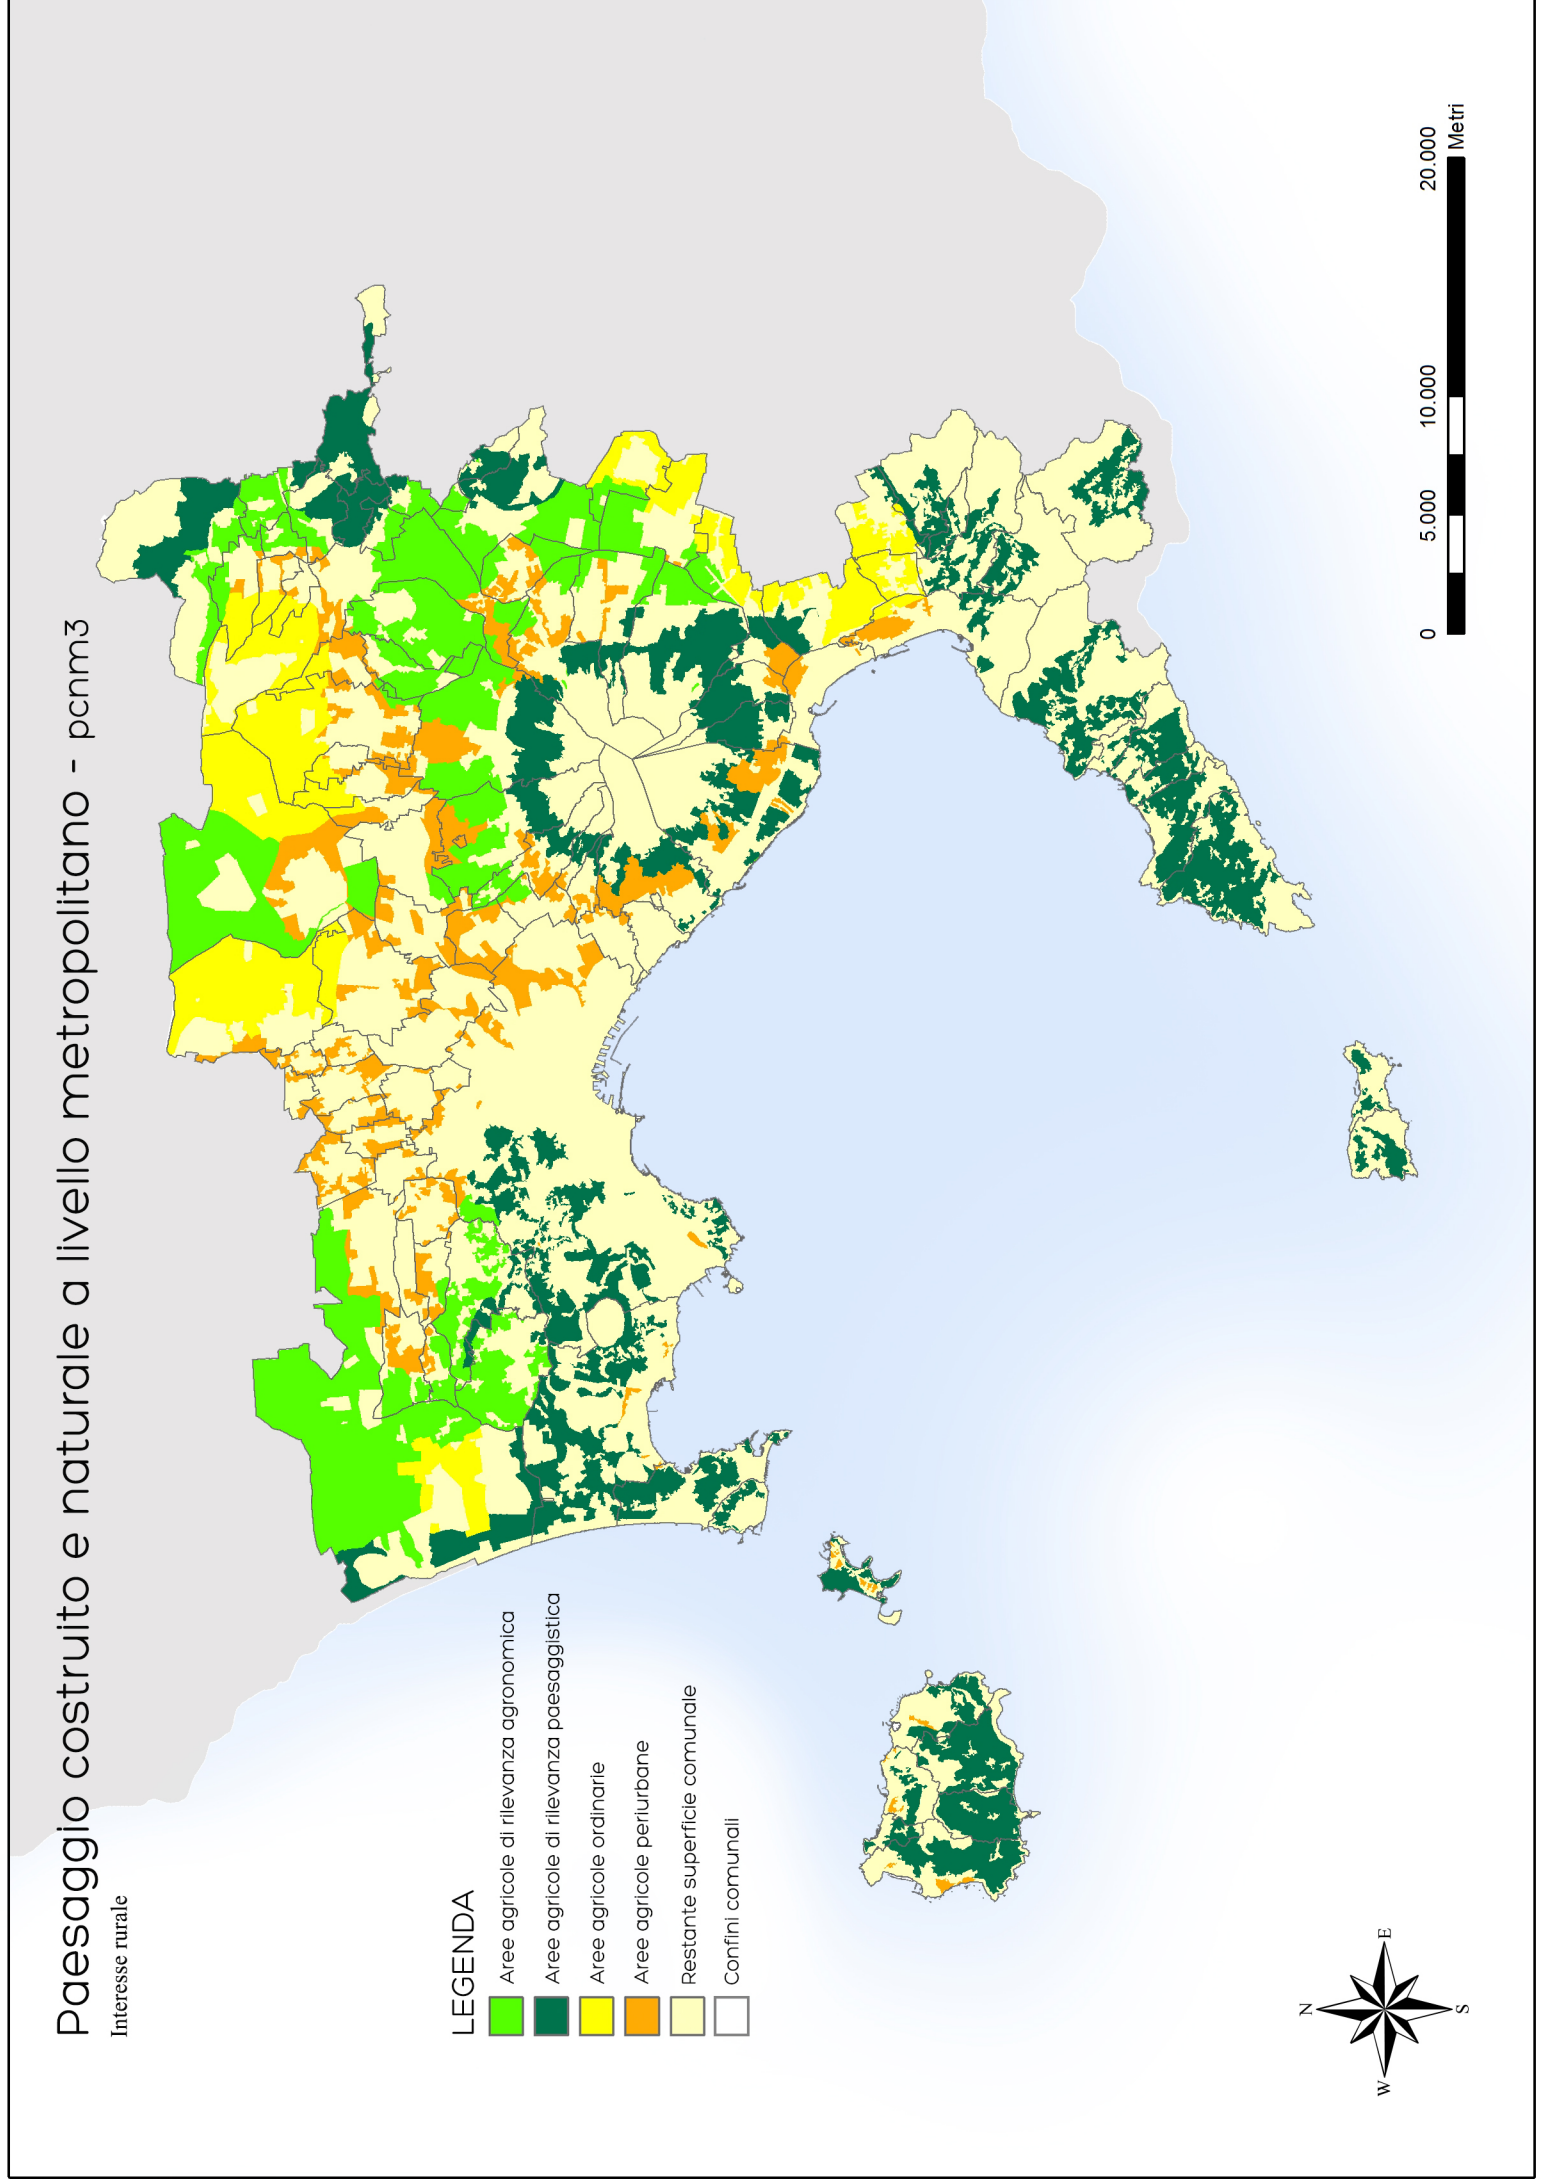 Paesaggio costruito e naturale a livello metropolitano - pcnm3
Interesse rurale
LEGENDA
Aree agricole di rilevanza agronomica
Aree agricole di rilevanza paesaggistica
Aree agricole ordinarie
Aree agricole periurbane
Restante superficie comunale
Confini comunali
N
W
E
S
0
5.000
10.000
20.000
Metri